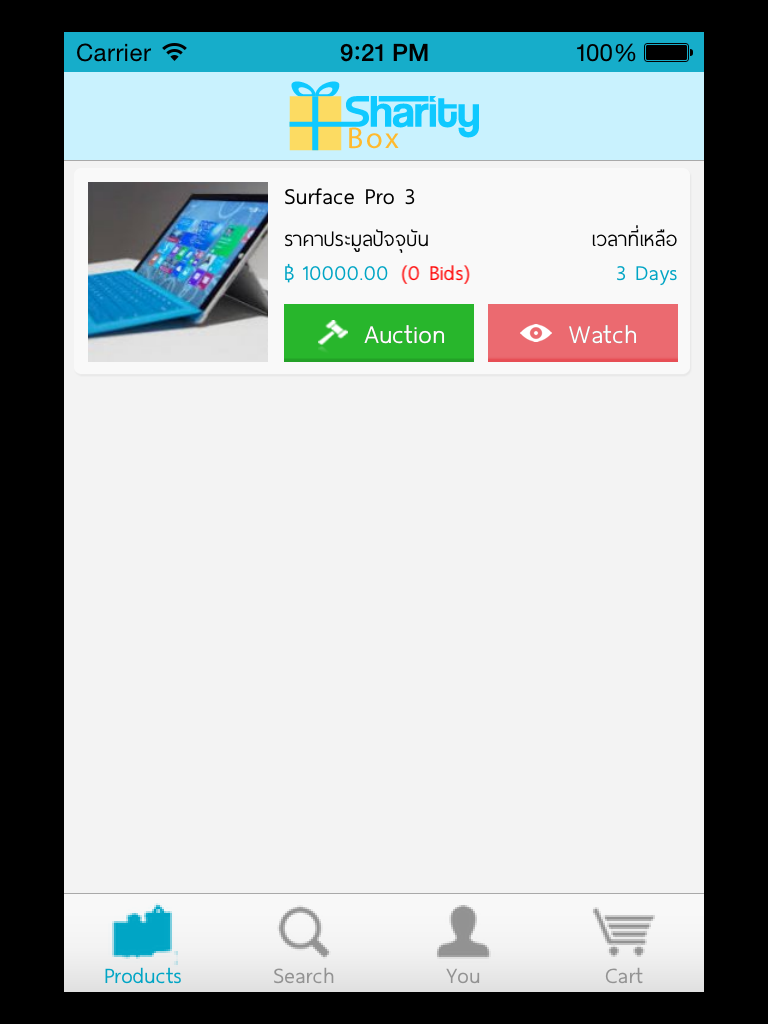 Carrier 9:21 PM 100%
Sharity
Box
Surface Pro 3
ราคาประมูลปัจจุบัน เวลาที่เหลือ
฿ 10000.00 (0 Bids) 3 Days
Auction Watch
Products Search You Cart